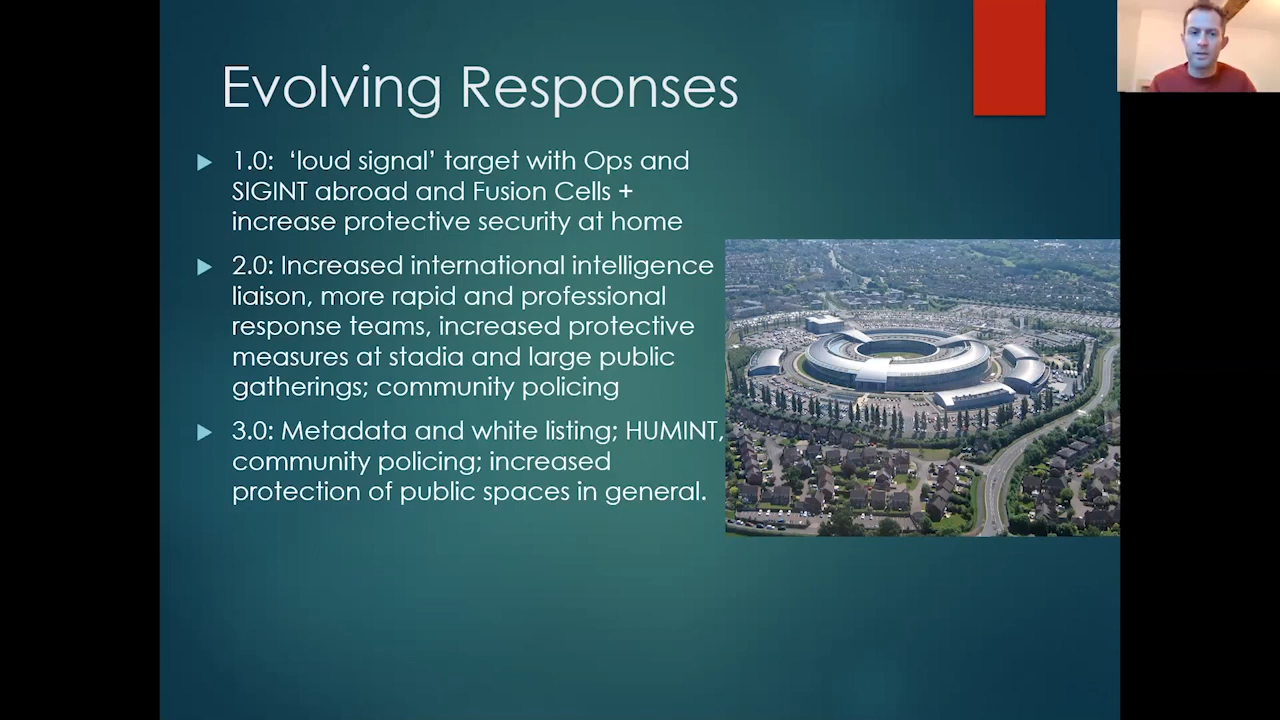 Evolving Responses
1.0:  ‘loud signal’ target with Ops and
SIGINT abroad and Fusion Cells +
increase protective security at home
2.0: Increased international intelligence
liaison, more rapid and professional
response teams, increased protective
measures at stadia and large public
gatherings; community policing
3.0: Metadata and white listing; HUMINT,
community policing; increased
protection of public spaces in general.